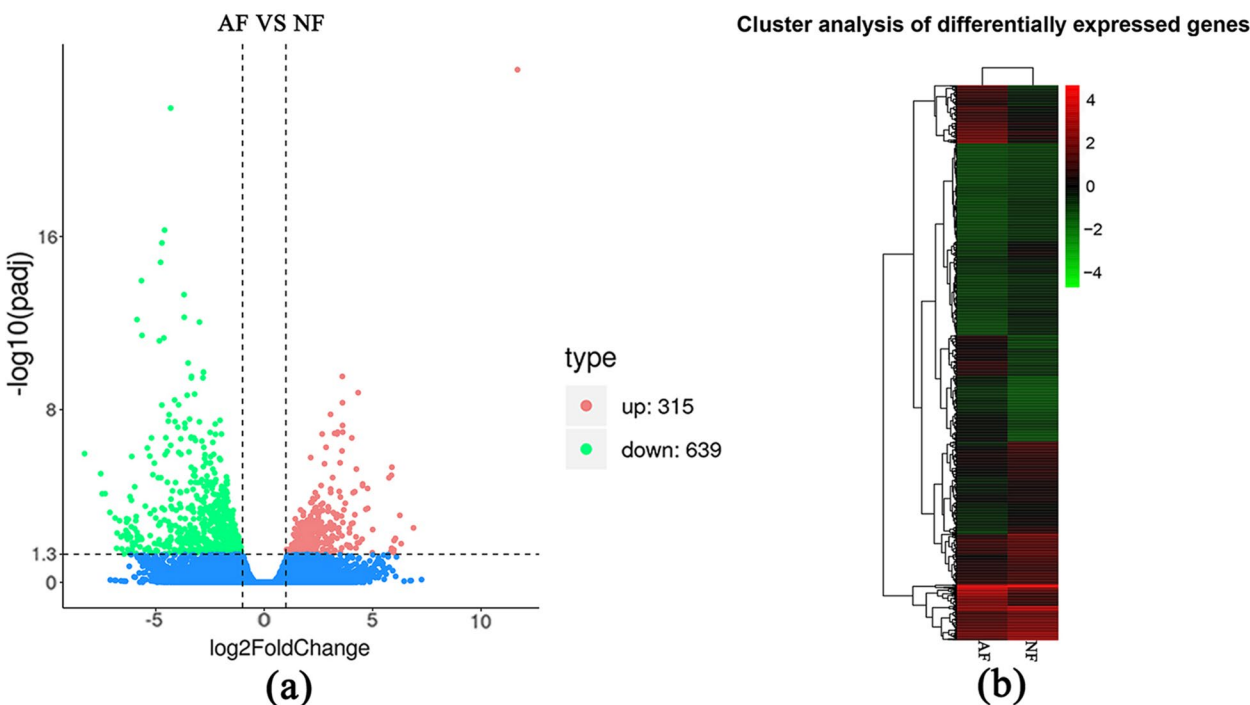 AF VS NF
-log10(padj)
16
8
1.3
0
-5
0
5
10
log2FoldChange
type
up: 315
down: 639
(a)
Cluster analysis of differentially expressed genes
4
2
0
−2
−4
AF
NF
(b)